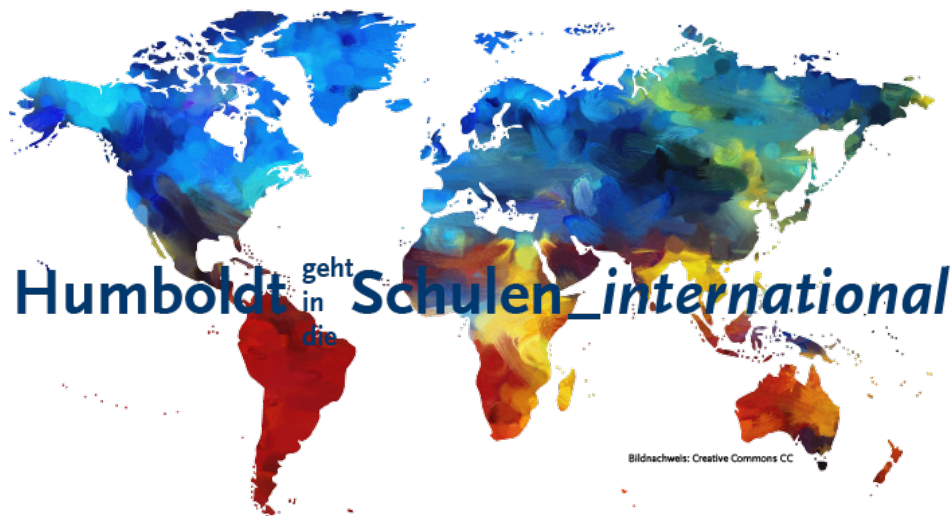 Humboldt geht in die Schulen_international
Bildnachweis: Creative Commons CC